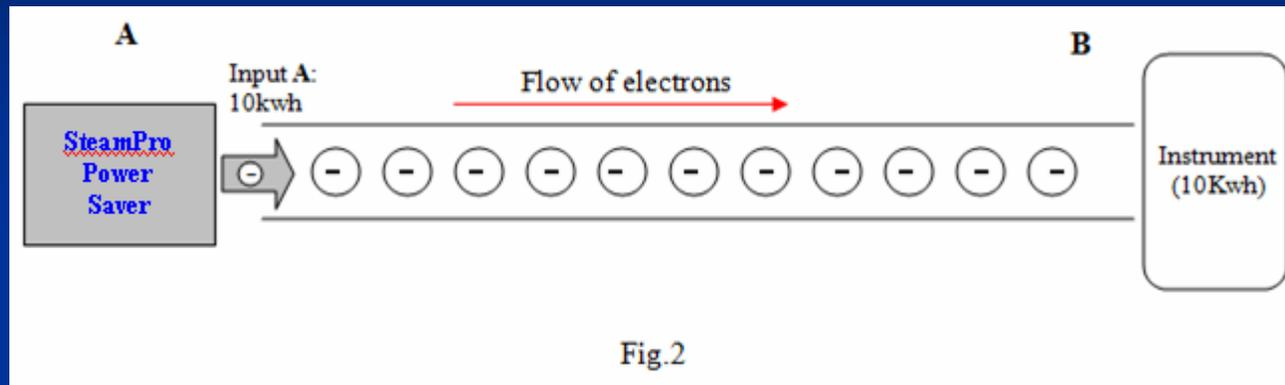 A
B
Input A:
10kwh
Flow of electrons
SteamPro
Power
Saver
-
- - - - - - - - - - -
Instrument
(10Kwh)
Fig.2